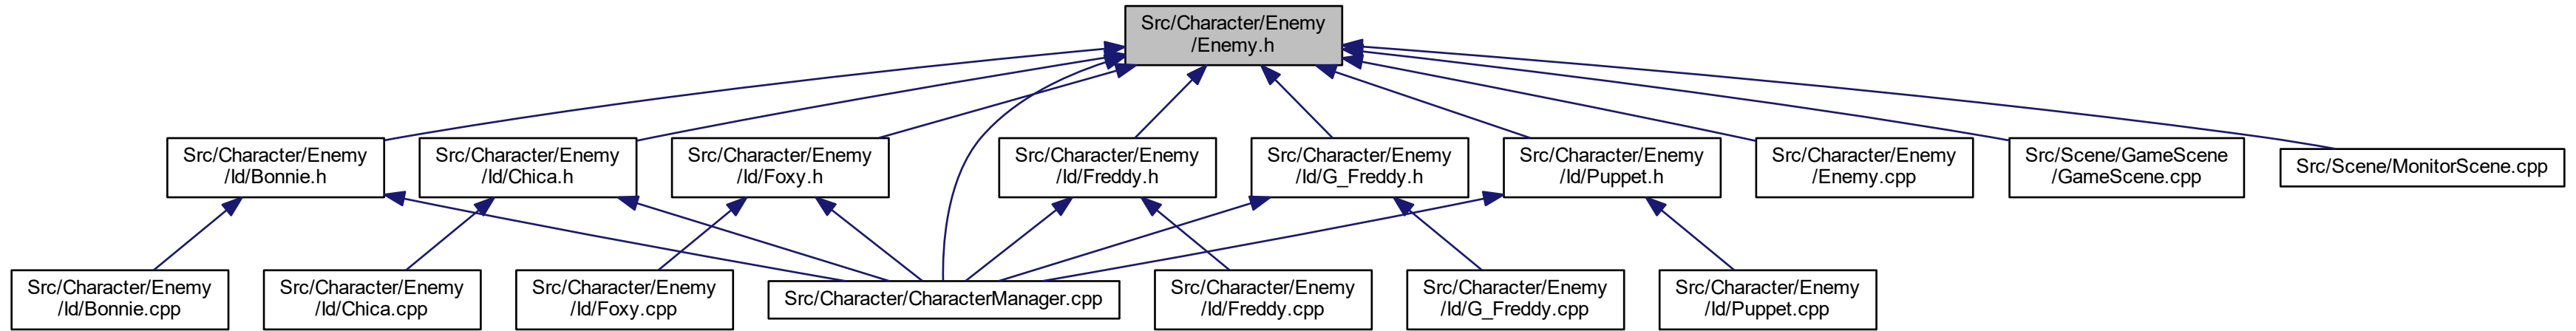 Src/Character/Enemy
/Enemy.h
Src/Character/Enemy
/Id/Bonnie.h
Src/Character/Enemy
/Id/Chica.h
Src/Character/Enemy
/Id/Foxy.h
Src/Character/Enemy
/Id/Freddy.h
Src/Character/Enemy
/Id/G_Freddy.h
Src/Character/Enemy
/Id/Puppet.h
Src/Character/Enemy
/Enemy.cpp
Src/Scene/GameScene
/GameScene.cpp
Src/Scene/MonitorScene.cpp
Src/Character/Enemy
/Id/Bonnie.cpp
Src/Character/Enemy
/Id/Chica.cpp
Src/Character/Enemy
/Id/Foxy.cpp
Src/Character/CharacterManager.cpp
Src/Character/Enemy
/Id/Freddy.cpp
Src/Character/Enemy
/Id/G_Freddy.cpp
Src/Character/Enemy
/Id/Puppet.cpp